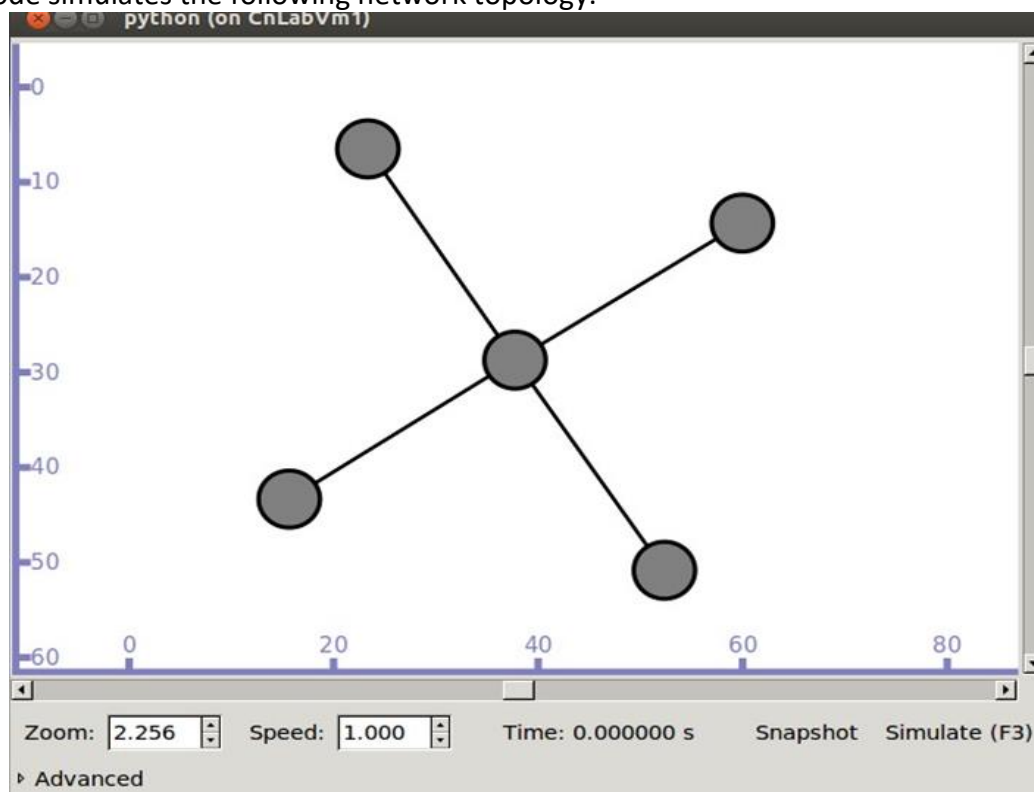 ode simulates the following network topology:
python (on CnLabVm1)
0
10
20
30
40
50
60
0 20 40 60 80
Zoom: 2.256 Speed: 1.000 Time: 0.000000 s Snapshot Simulate (F3)
Advanced